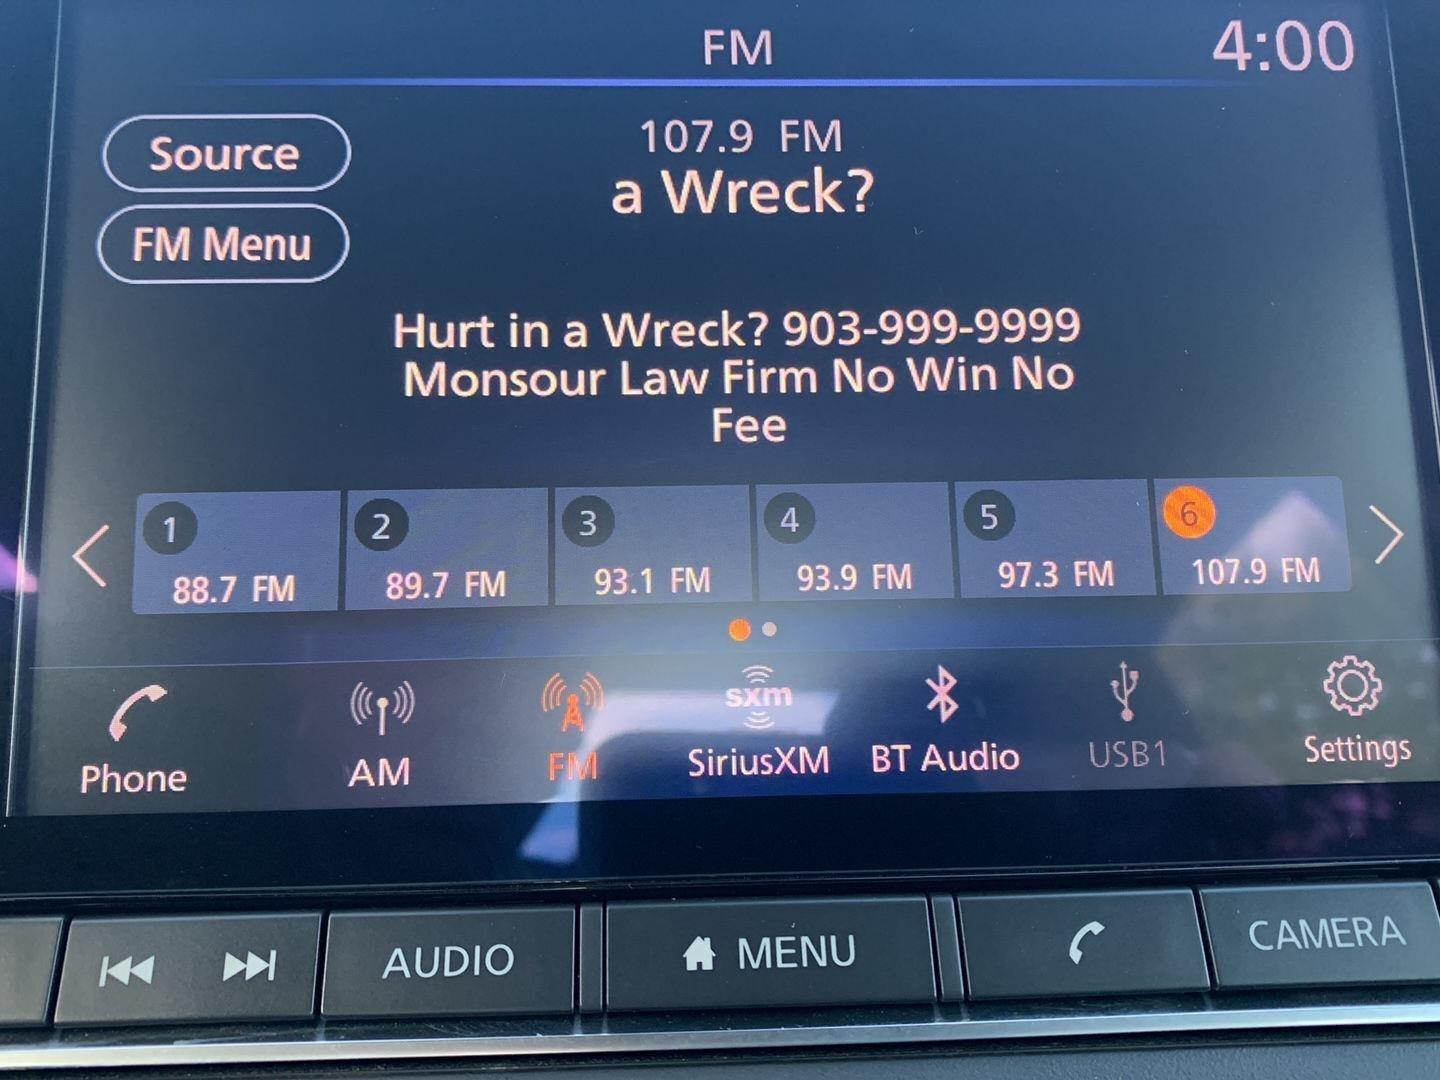 FM
4:00
Source
107.9 FM
a Wreck?
FM Menu
Hurt in a Wreck? 903-999-9999
Monsour Law Firm No Win No
Fee
1
2
3
4
5
6
88.7 FM
89.7 FM
93.1 FM
93.9 FM
97.3 FM
107.9 FM
sxm
Phone
AM
FM
SiriusXM
BT Audio
USB1
Settings
AUDIO
MENU
CAMERA